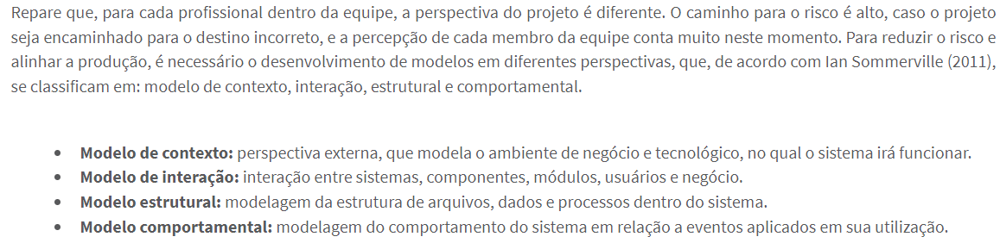 Repare que, para cada profissional dentro da equipe, a perspectiva do projeto é diferente. O caminho para o risco é alto, caso o projeto
seja encaminhado para o destino incorreto, e a percepção de cada membro da equipe conta muito neste momento. Para reduzir o risco e
alinhar a produção, é necessário o desenvolvimento de modelos em diferentes perspectivas, que, de acordo com Ian Sommerville (2011),
se classificam em: modelo de contexto, interação, estrutural e comportamental.
• Modelo de contexto: perspectiva externa, que modela o ambiente de negócio e tecnológico, no qual o sistema irá funcionar.
• Modelo de interação: interação entre sistemas, componentes, módulos, usuários e negócio.
• Modelo estrutural: modelagem da estrutura de arquivos, dados e processos dentro do sistema.
• Modelo comportamental: modelagem do comportamento do sistema em relação a eventos aplicados em sua utilização.